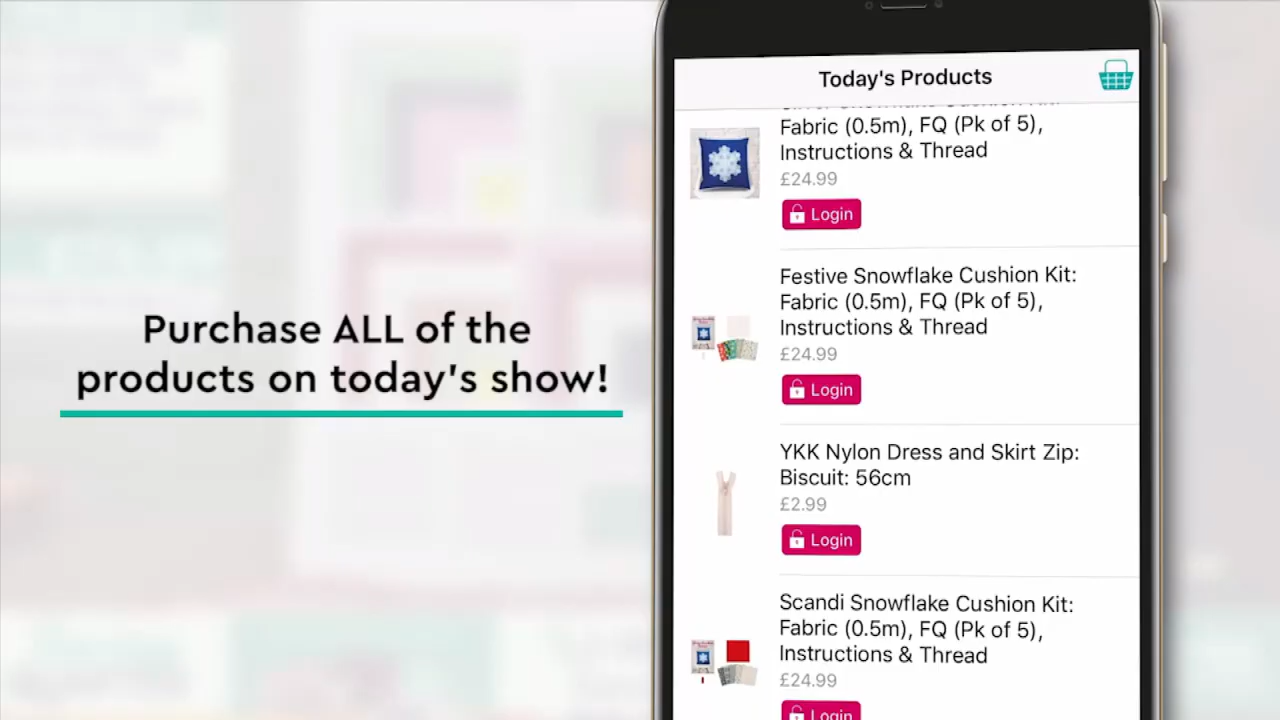 Purchase ALL of the
products on today's show!
Today's Products
Fabric (0.5m), FQ (Pk of 5),
Instructions & Thread
£24.99
Login
Festive Snowflake Cushion Kit:
Fabric (0.5m), FQ (Pk of 5),
Instructions & Thread
£24.99
Login
YKK Nylon Dress and Skirt Zip:
Biscuit: 56cm
£2.99
Login
Scandi Snowflake Cushion Kit:
Fabric (0.5m), FQ (Pk of 5),
Instructions & Thread
£24.99
Login